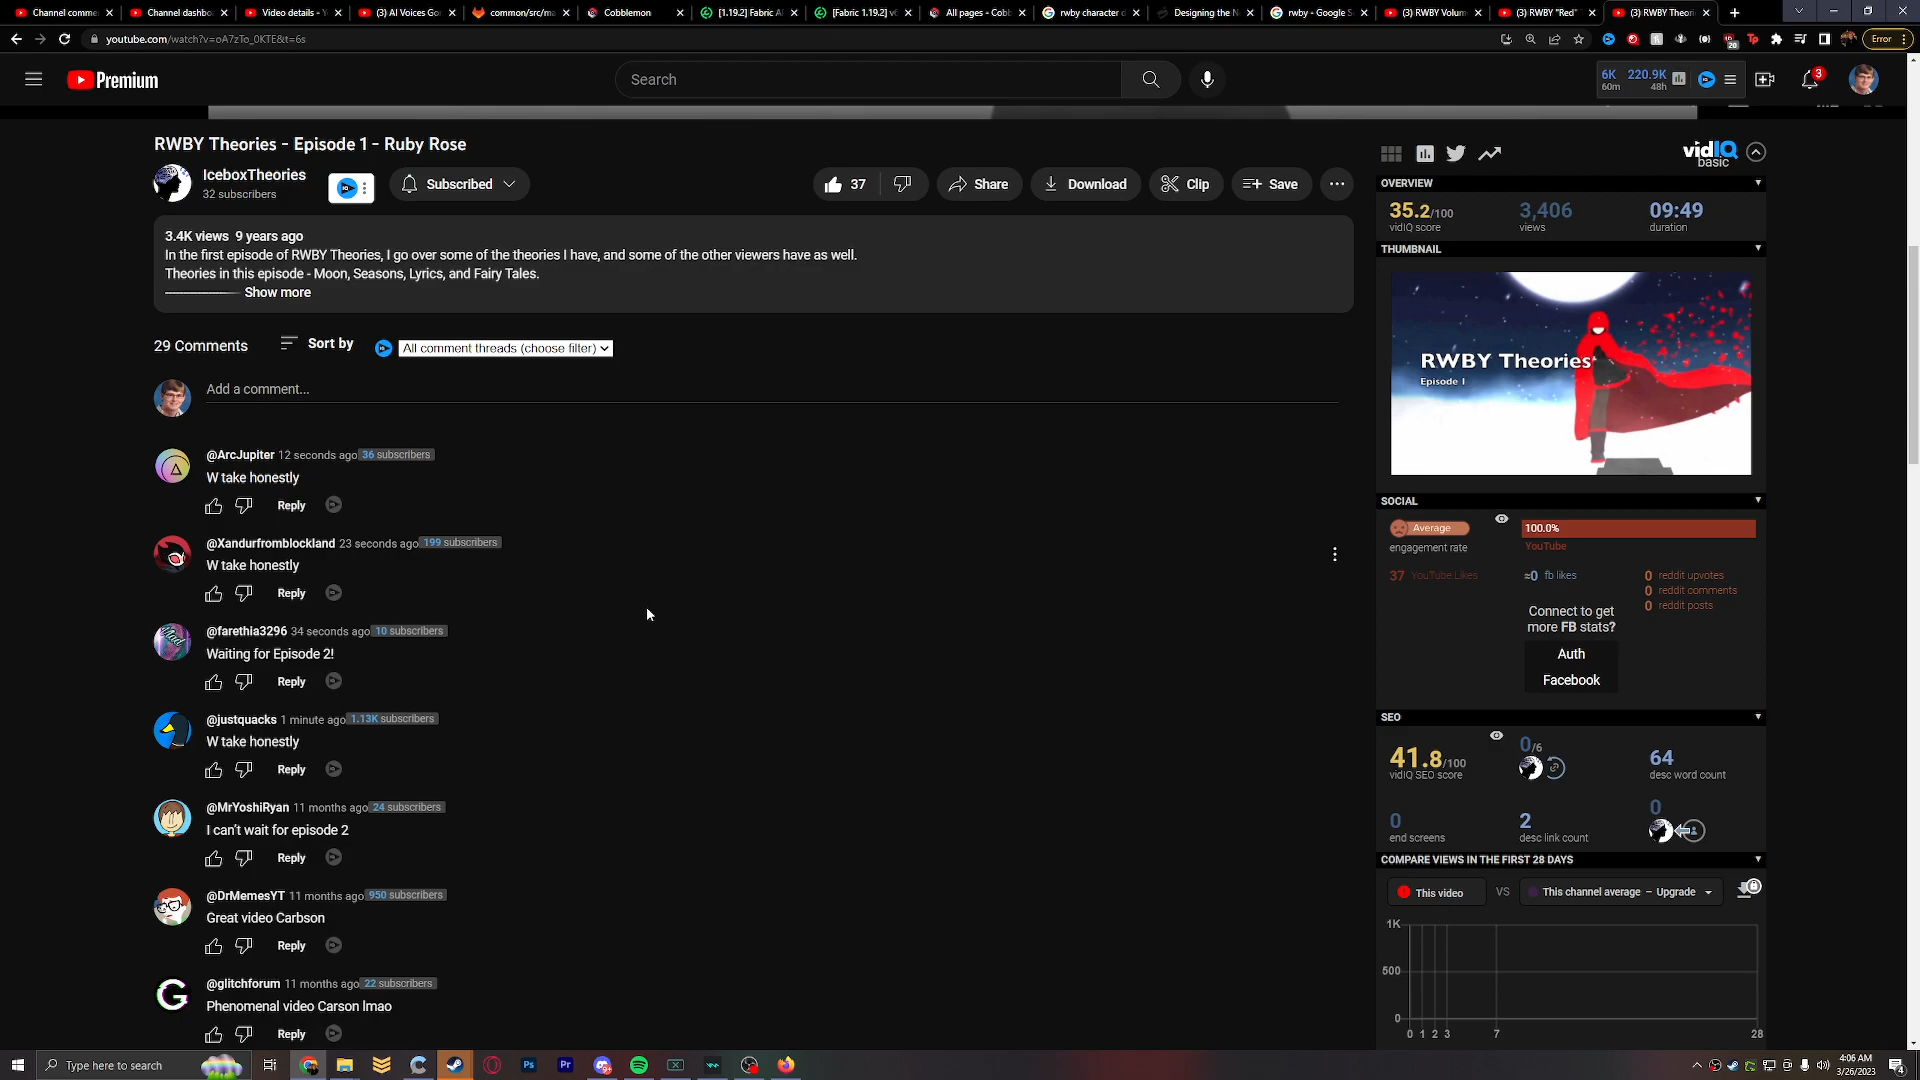 Channel comme
Channel dashbo
Video details - Y
(3) AI Voices Go
common/src/ma
Cobblemon
[1.19.2] Fabric A
[Fabric 1.19.2] v
All pages - Cobb
rwby character d
Designing the N
rwby - Google S
(3) RWBY Volum
(3) RWBY "Red"
(3) RWBY Theori
youtube.com/watch?v=oA7zTo_0KTE&t=6s
20
Error
Premium
Search
6K 220.9K
60m 48h
3
RWBY Theories - Episode 1 - Ruby Rose
IceboxTheories
32 subscribers
Subscribed
37
Share
Download
Clip
Save
3.4K views 9 years ago
In the first episode of RWBY Theories, I go over some of the theories I have, and some of the other viewers have as well.
Theories in this episode - Moon, Seasons, Lyrics, and Fairy Tales.
Show more
29 Comments
Sort by
All comment threads (choose filter)
Add a comment...
@ArcJupiter 12 seconds ago 36 subscribers
W take honestly
Reply
@Xandurfromblockland 23 seconds ago 199 subscribers
W take honestly
Reply
@farethia3296 34 seconds ago 10 subscribers
Waiting for Episode 2!
Reply
@justquacks 1 minute ago 1.13K subscribers
W take honestly
Reply
@MrYoshiRyan 11 months ago 24 subscribers
I can't wait for episode 2
Reply
@DrMemesYT 11 months ago 950 subscribers
Great video Carbson
Reply
@glitchforum 11 months ago 22 subscribers
Phenomenal video Carson lmao
Reply
vidIQ
basic
OVERVIEW
35.2/100 3,406 09:49
vidIQ score views duration
THUMBNAIL
RWBY Theories
Episode 1
SOCIAL
Average
engagement rate
100.0%
YouTube
37 YouTube Likes
≈0 fb likes
0 reddit upvotes
0 reddit comments
0 reddit posts
Connect to get
more FB stats?
Auth
Facebook
SEO
41.8/100
vidIQ SEO score
0/6
64
desc word count
0
end screens
2
desc link count
0
COMPARE VIEWS IN THE FIRST 28 DAYS
This video
VS
This channel average – Upgrade
1K
500
0
0 1 2 3 7 28
Type here to search
4:06 AM
3/26/2023
4